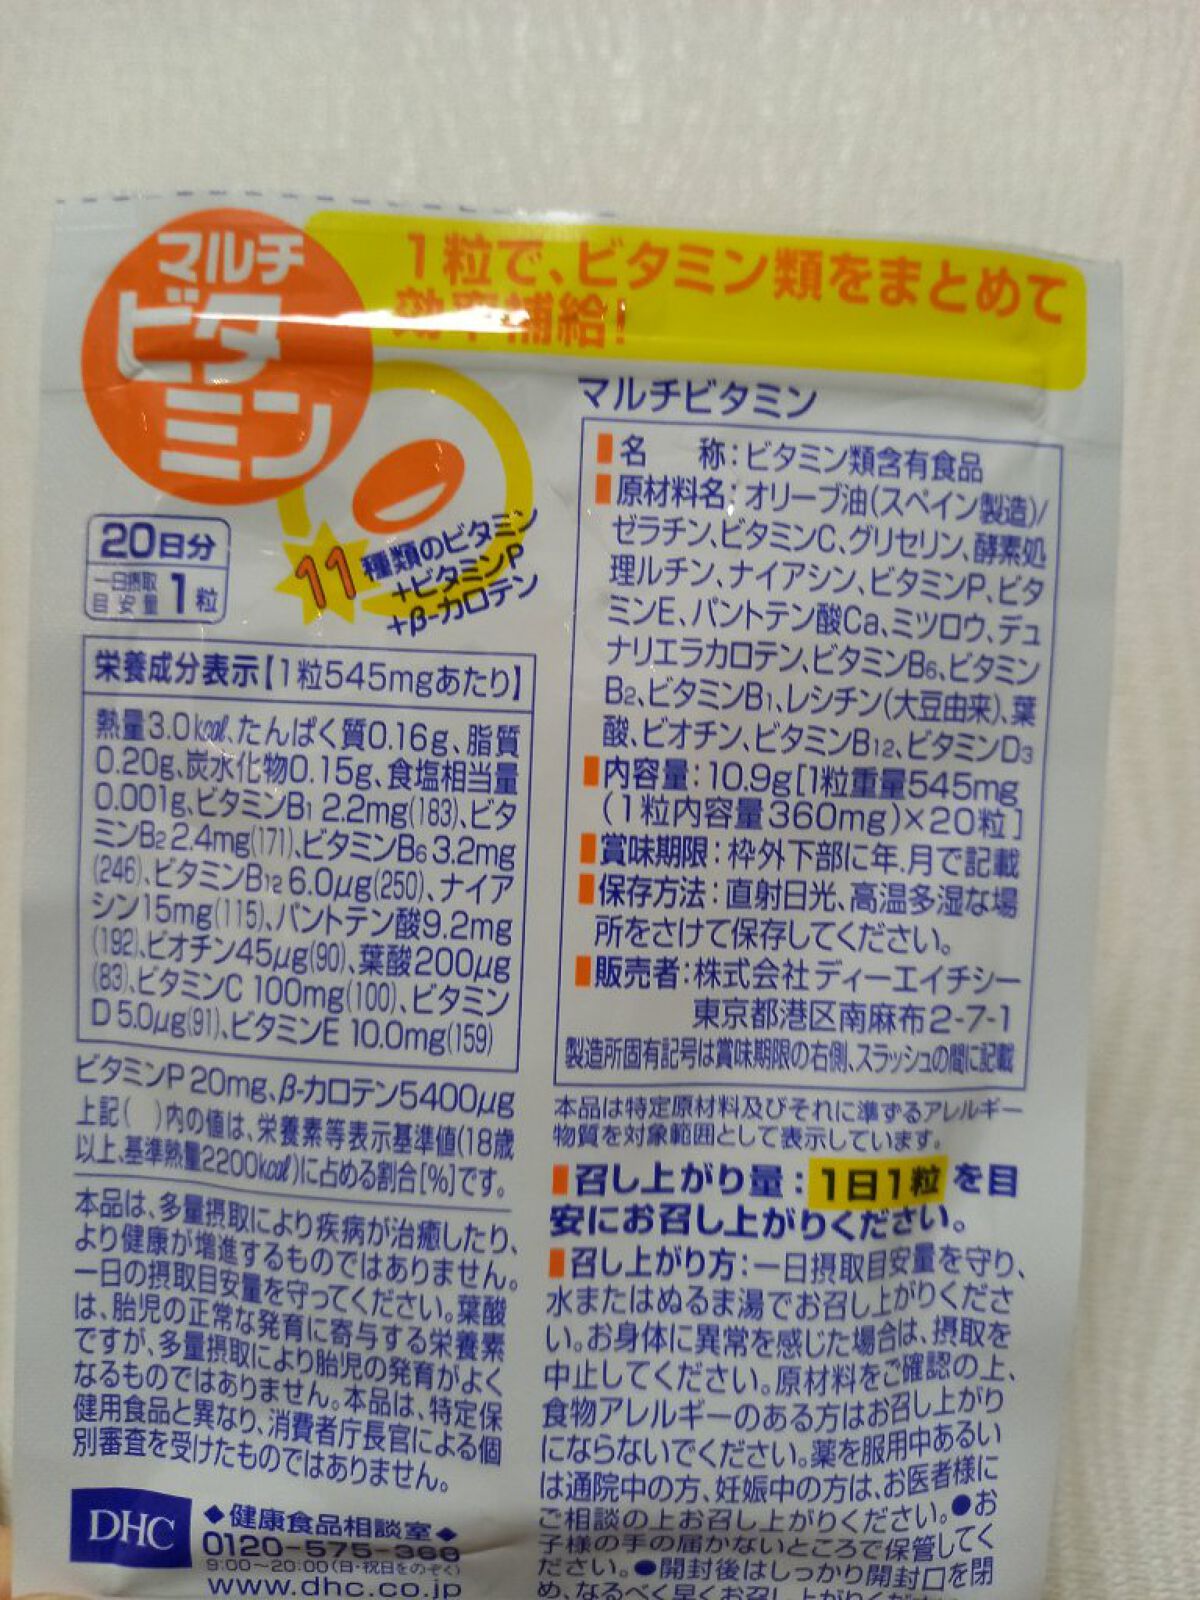 マルチ
ビタ
ミン
1粒で、ビタミン類をまとめて
効率補給!
11種類のビタミン
+ビタミンP
+β-カロテン
20日分
一日摂取
目安量 1粒
栄養成分表示【1粒545mgあたり】
熱量3.0kcal、たんぱく質0.16g、脂質
0.20g、炭水化物0.15g、食塩相当量
0.001g、ビタミンB1 2.2mg(183)、ビタ
ミンB2 2.4mg(171)、ビタミンB6 3.2mg
(246)、ビタミンB12 6.0μg(250)、ナイア
シン15mg(115)、パントテン酸9.2mg
(192)、ビオチン45μg(90)、葉酸200μg
(83)、ビタミンC 100mg(100)、ビタミン
D 5.0μg(91)、ビタミンE 10.0mg(159)
ビタミンP 20mg、β-カロテン5400μg
上記( )内の値は、栄養素等表示基準値(18歳
以上、基準熱量2200kcal)に占める割合[%]です。
本品は、多量摂取により疾病が治癒したり、
より健康が増進するものではありません。
一日の摂取目安量を守ってください。葉酸
は、胎児の正常な発育に寄与する栄養素
ですが、多量摂取により胎児の発育がよく
なるものではありません。本品は、特定保
健用食品と異なり、消費者庁長官による個
別審査を受けたものではありません。
DHC
◆健康食品相談室◆
0120-575-368
9:00~20:00(日・祝日をのぞく)
www.dhc.co.jp
マルチビタミン
■名 称:ビタミン類含有食品
■原材料名:オリーブ油(スペイン製造)/
ゼラチン、ビタミンC、グリセリン、酵素処
理ルチン、ナイアシン、ビタミンP、ビタ
ミンE、パントテン酸Ca、ミツロウ、デュ
ナリエラカロテン、ビタミンB6、ビタミン
B2、ビタミンB1、レシチン(大豆由来)、葉
酸、ビオチン、ビタミンB12、ビタミンD3
■内容量:10.9g[1粒重量545mg
(1粒内容量360mg)×20粒]
■賞味期限:枠外下部に年.月で記載
■保存方法:直射日光、高温多湿な場
所をさけて保存してください。
■販売者:株式会社 ディーエイチシー
東京都港区南麻布2-7-1
製造所固有記号は賞味期限の右側、スラッシュの間に記載
本品は特定原材料及びそれに準ずるアレルギー
物質を対象範囲として表示しています。
■召し上がり量:1日1粒を目
安にお召し上がりください。
■召し上がり方:一日摂取目安量を守り、
水またはぬるま湯でお召し上がりくださ
い。お身体に異常を感じた場合は、摂取を
中止してください。原材料をご確認の上、
食物アレルギーのある方はお召し上がり
にならないでください。薬を服用中あるい
は通院中の方、妊娠中の方は、お医者様に
ご相談の上お召し上がりください。●お
子様の手の届かないところで保管してく
ださい。●開封後はしっかり開封口を閉
め、なるべく早くお召し上がりください